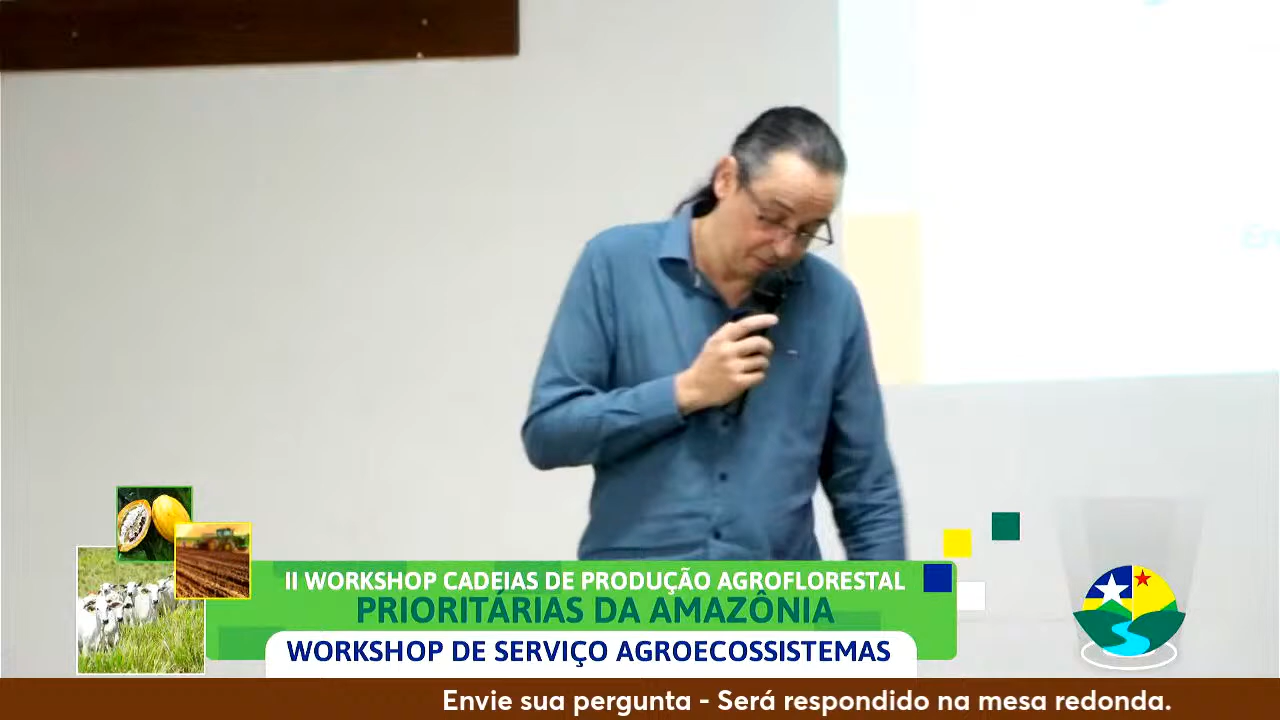 II WORKSHOP CADEIAS DE PRODUÇÃO AGROFLORESTAL
PRIORITÁRIAS DA AMAZÔNIA
WORKSHOP DE SERVIÇO AGROECOSSISTEMAS
Envie sua pergunta - Será respondido na mesa redonda.